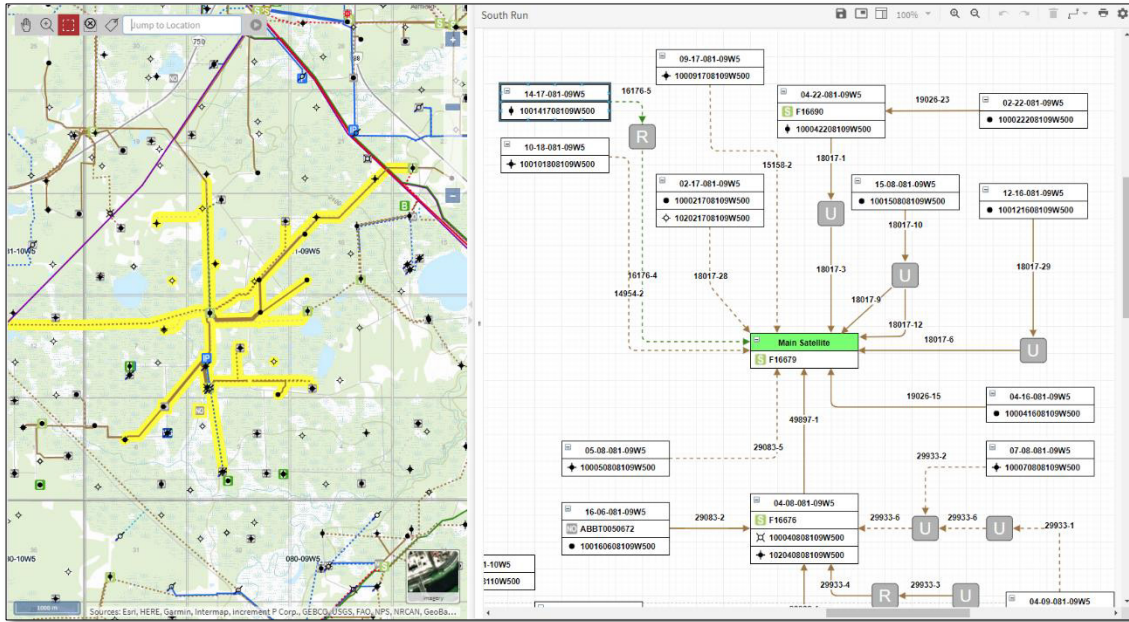 Jump to Location
759
1-09W5
31-10W5
80-10W5
080-09W5
1000 m
Imagery
Sources: Esri, HERE, Garmin, Intermap, increment P Corp., GEBCO, USGS, FAO, NPS, NRCAN, GeoBa...
South Run
100%
09-17-081-09W5
100091708109W500
14-17-081-09W5
100141708109W500
16176-5
R
04-22-081-09W5
F16690
100042208109W500
19026-23
02-22-081-09W5
100022208109W500
10-18-081-09W5
100101808109W500
15158-2
18017-1
02-17-081-09W5
100021708109W500
102021708109W500
U
15-08-081-09W5
100150808109W500
12-16-081-09W5
100121608109W500
18017-10
16176-4
14954-2
18017-28
18017-3
U
18017-29
18017-9
18017-12
Main Satellite
F16679
18017-6
U
19026-15
04-16-081-09W5
100041608109W500
49897-1
29083-5
05-08-081-09W5
100050808109W500
29933-2
07-08-081-09W5
100070808109W500
16-06-081-09W5
ABBT0050672
100160608109W500
29083-2
04-08-081-09W5
F16676
100040808109W500
102040808109W500
29933-6
U
29933-6
U
29933-1
1-10W5
8110W500
29933-4
R
29933-3
U
04-09-081-09W5